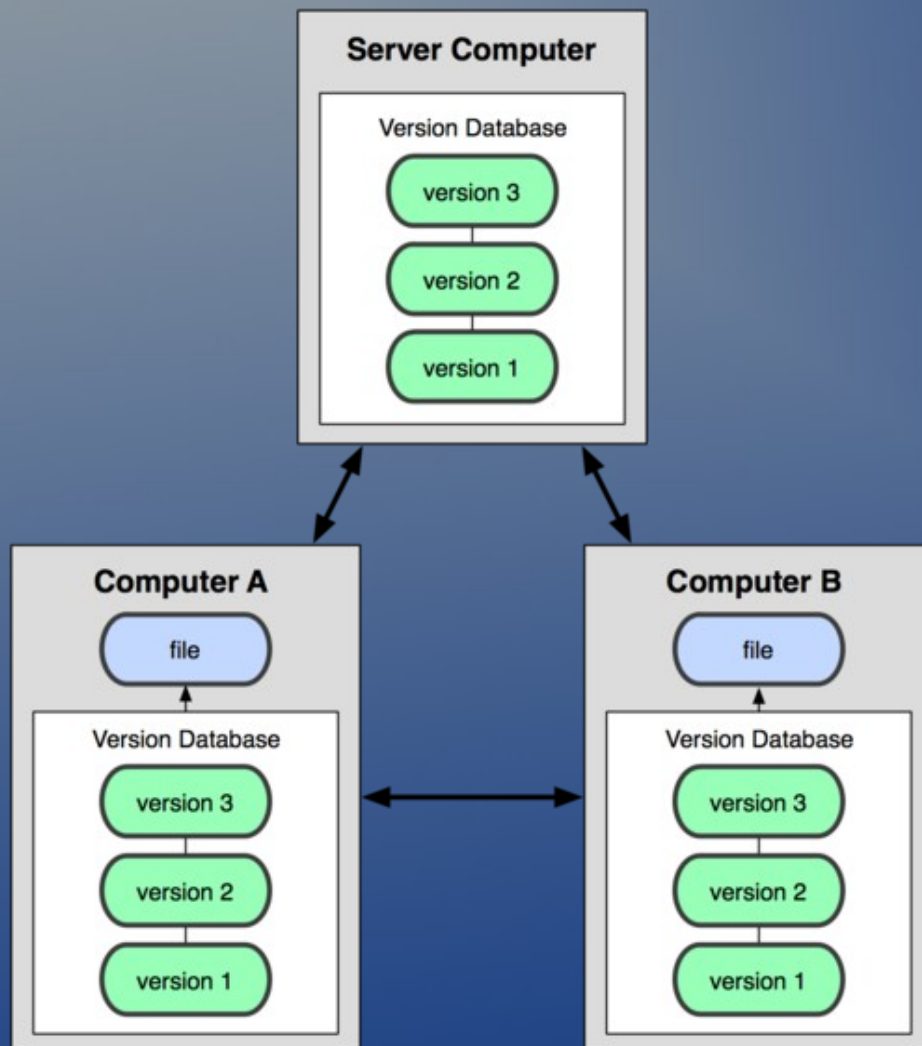 Server Computer
Version Database
version 3
version 2
version 1
Computer A
file
Version Database
version 3
version 2
version 1
Computer B
file
Version Database
version 3
version 2
version 1